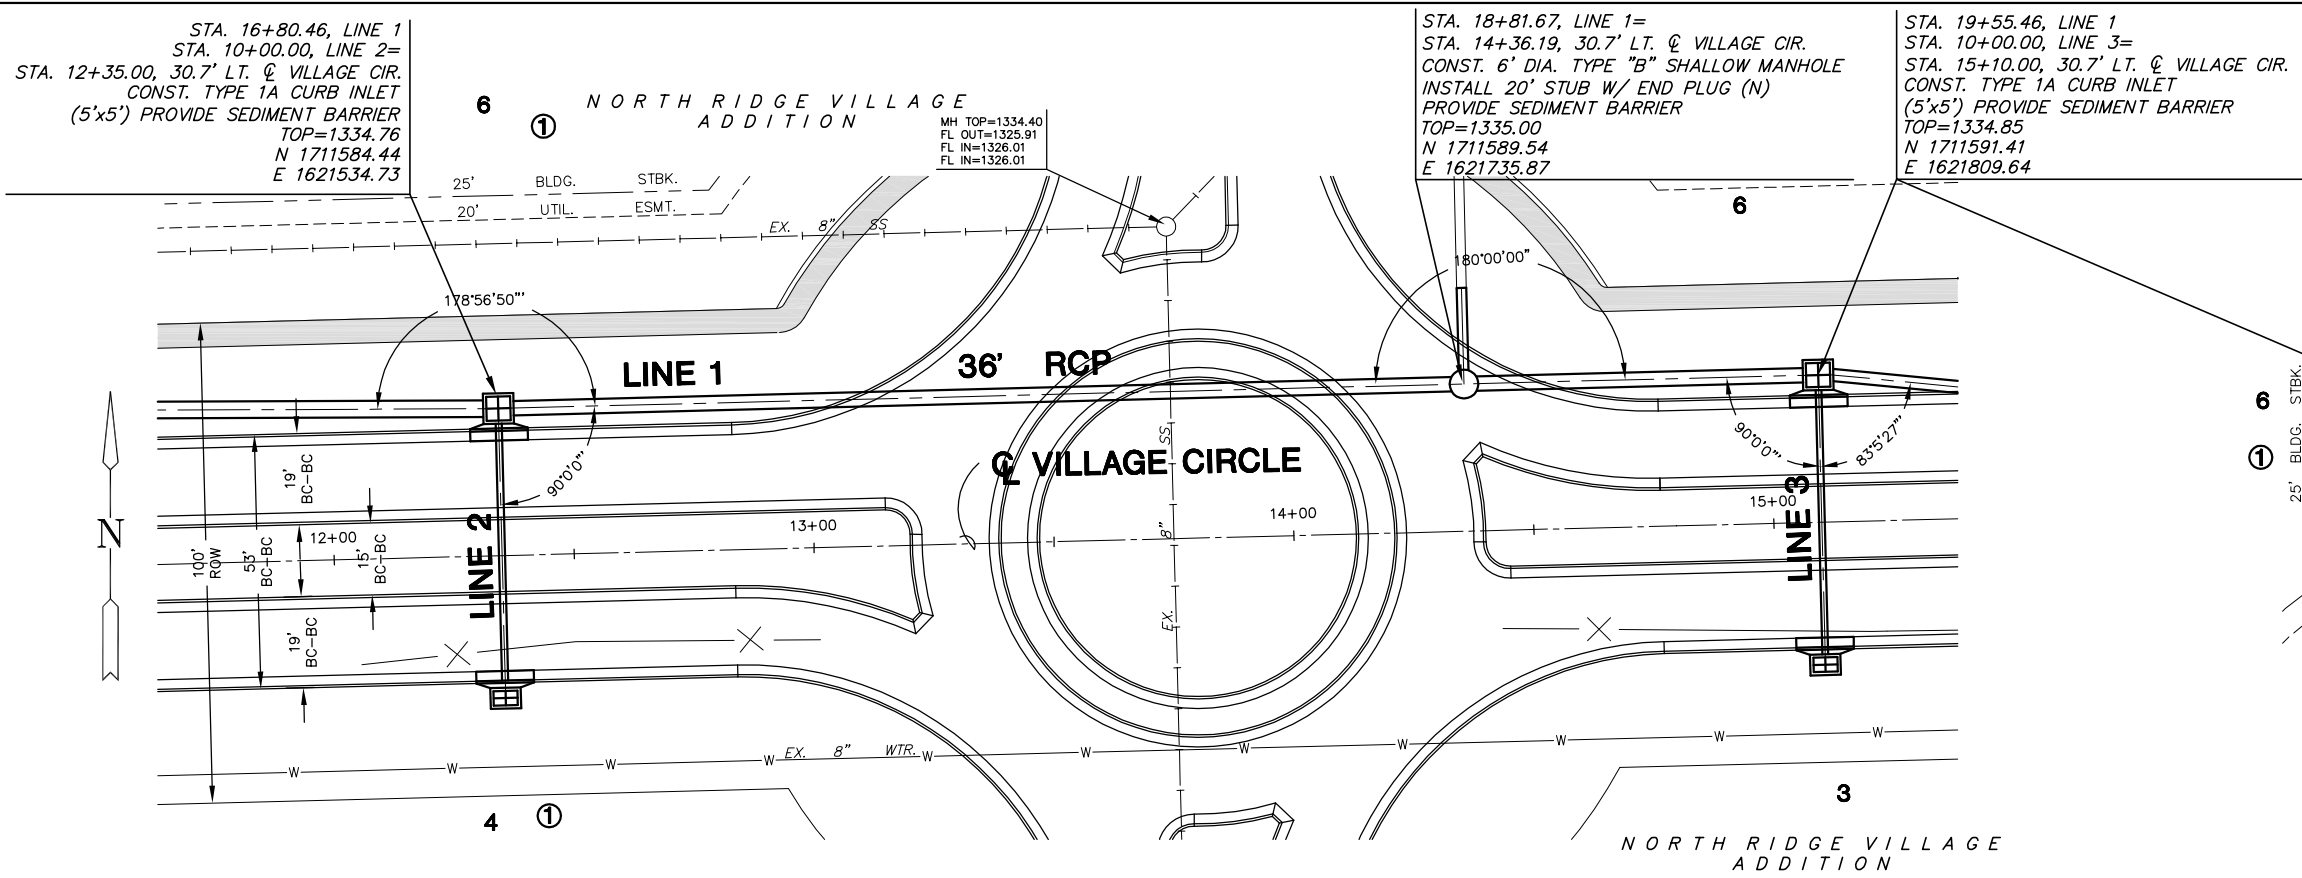 STA. 16+80.46, LINE 1
STA. 10+00.00, LINE 2=
STA. 12+35.00, 30.7' LT. ℄ VILLAGE CIR.
CONST. TYPE 1A CURB INLET
(5'x5') PROVIDE SEDIMENT BARRIER
TOP=1334.76
N 1711584.44
E 1621534.73
STA. 18+81.67, LINE 1=
STA. 14+36.19, 30.7' LT. ℄ VILLAGE CIR.
CONST. 6' DIA. TYPE "B" SHALLOW MANHOLE
INSTALL 20' STUB W/ END PLUG (N)
PROVIDE SEDIMENT BARRIER
TOP=1335.00
N 1711589.54
E 1621735.87
STA. 19+55.46, LINE 1
STA. 10+00.00, LINE 3=
STA. 15+10.00, 30.7' LT. ℄ VILLAGE CIR.
CONST. TYPE 1A CURB INLET
(5'x5') PROVIDE SEDIMENT BARRIER
TOP=1334.85
N 1711591.41
E 1621809.64
6
①
NORTH RIDGE VILLAGE
ADDITION
MH TOP=1334.40
FL OUT=1325.91
FL IN=1326.01
FL IN=1326.01
25' BLDG. STBK.
20' UTIL. ESMT.
EX. 8" SS
6
180°00'00"
178°56'50"'
LINE 1
36' RCP
℄ VILLAGE CIRCLE
90°0'0"'
90°0'0"'
83°5'27"'
6
①
25' BLDG. STBK.
N
19'
BC-BC
100'
ROW
53'
BC-BC
15'
BC-BC
19'
BC-BC
12+00
13+00
14+00
15+00
LINE 2
LINE 3
EX. 8" SS
W W W W EX. 8" WTR. W W W W W W W
4
①
3
NORTH RIDGE VILLAGE
ADDITION